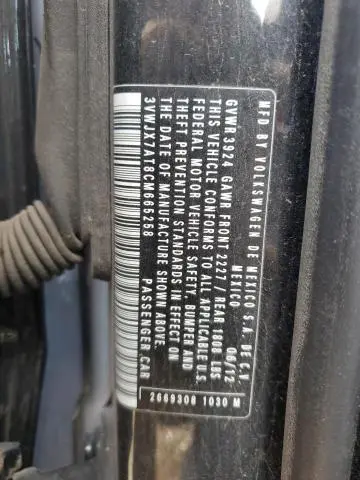 MFD BY VOLKSWAGEN DE MEXICO S.A. DE C.V.
MEXICO 06/12
GVWR 3924 GAWR FRONT 2227 / REAR 1808 LBS
THIS VEHICLE CONFORMS TO ALL APPLICABLE U.S.
FEDERAL MOTOR VEHICLE SAFETY, BUMPER AND
THEFT PREVENTION STANDARDS IN EFFECT ON
THE DATE OF MANUFACTURE SHOWN ABOVE.
3VWJX7AT8CM665258 PASSENGER CAR
2669306 1030 M